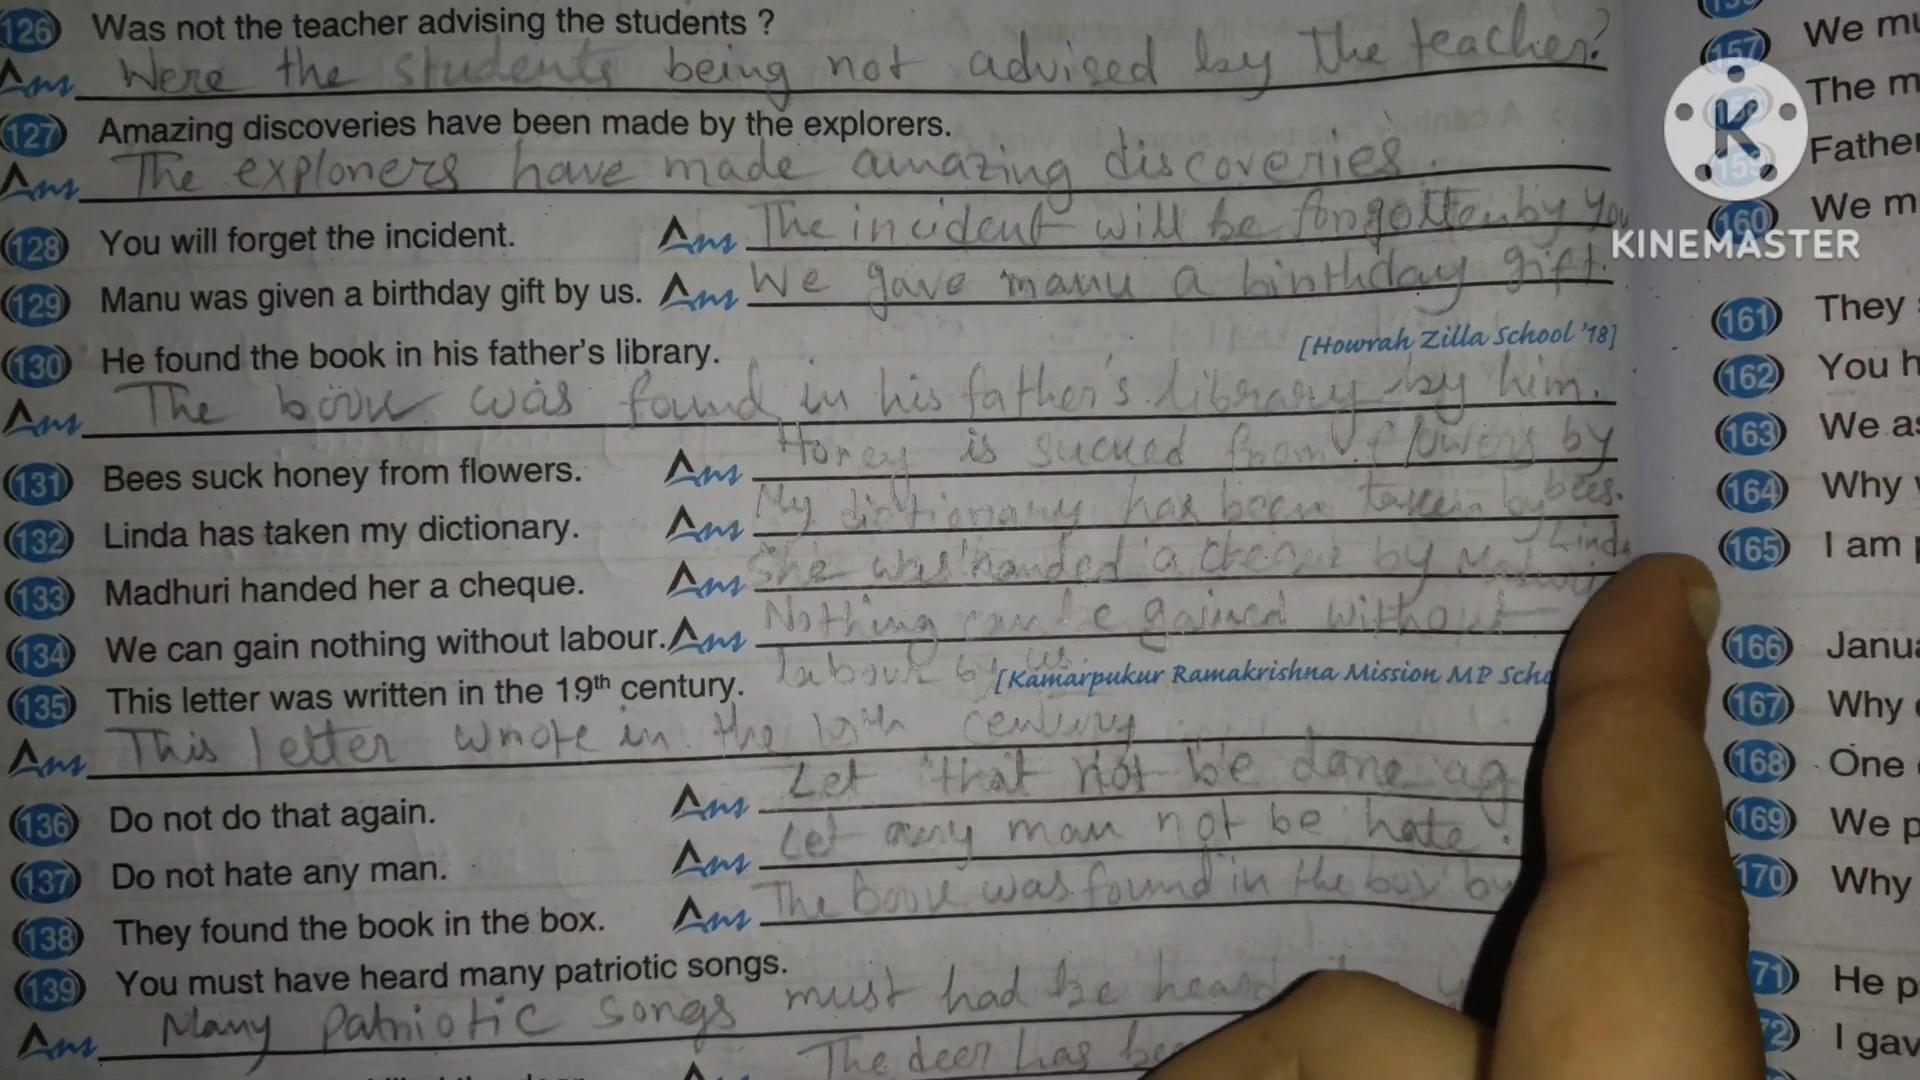 126 Was not the teacher advising the students ?
Ans Were the students being not advised by the teacher?
127 Amazing discoveries have been made by the explorers.
Ans The explorers have made amazing discoveries.
128 You will forget the incident. Ans The incident will be forgotten by you
129 Manu was given a birthday gift by us. Ans We gave manu a birthday gift.
[Howrah Zilla School '18]
130 He found the book in his father's library.
Ans The book was found in his father's library by him.
131 Bees suck honey from flowers. Ans Honey is sucked from flowers by
bees.
132 Linda has taken my dictionary. Ans My dictionary has been taken by
Linda
133 Madhuri handed her a cheque. Ans She was handed a cheque by
134 We can gain nothing without labour. Ans Nothing can be gained without
labour by us.
[Kamarpukur Ramakrishna Mission MP Scho
135 This letter was written in the 19th century.
Ans This letter wrote in the 19th century
136 Do not do that again. Ans Let that not be done ag
137 Do not hate any man. Ans Let any man not be hate.
138 They found the book in the box. Ans The book was found in the box by
139 You must have heard many patriotic songs.
Ans Many Patriotic songs must had be heard
The deer has bee
157 We mu
The m
159 Father
160 We m
161 They
162 You h
163 We as
164 Why
165 I am
166 Janua
167 Why
168 One
169 We p
170 Why
71 He p
72 I gav
K
KINEMASTER